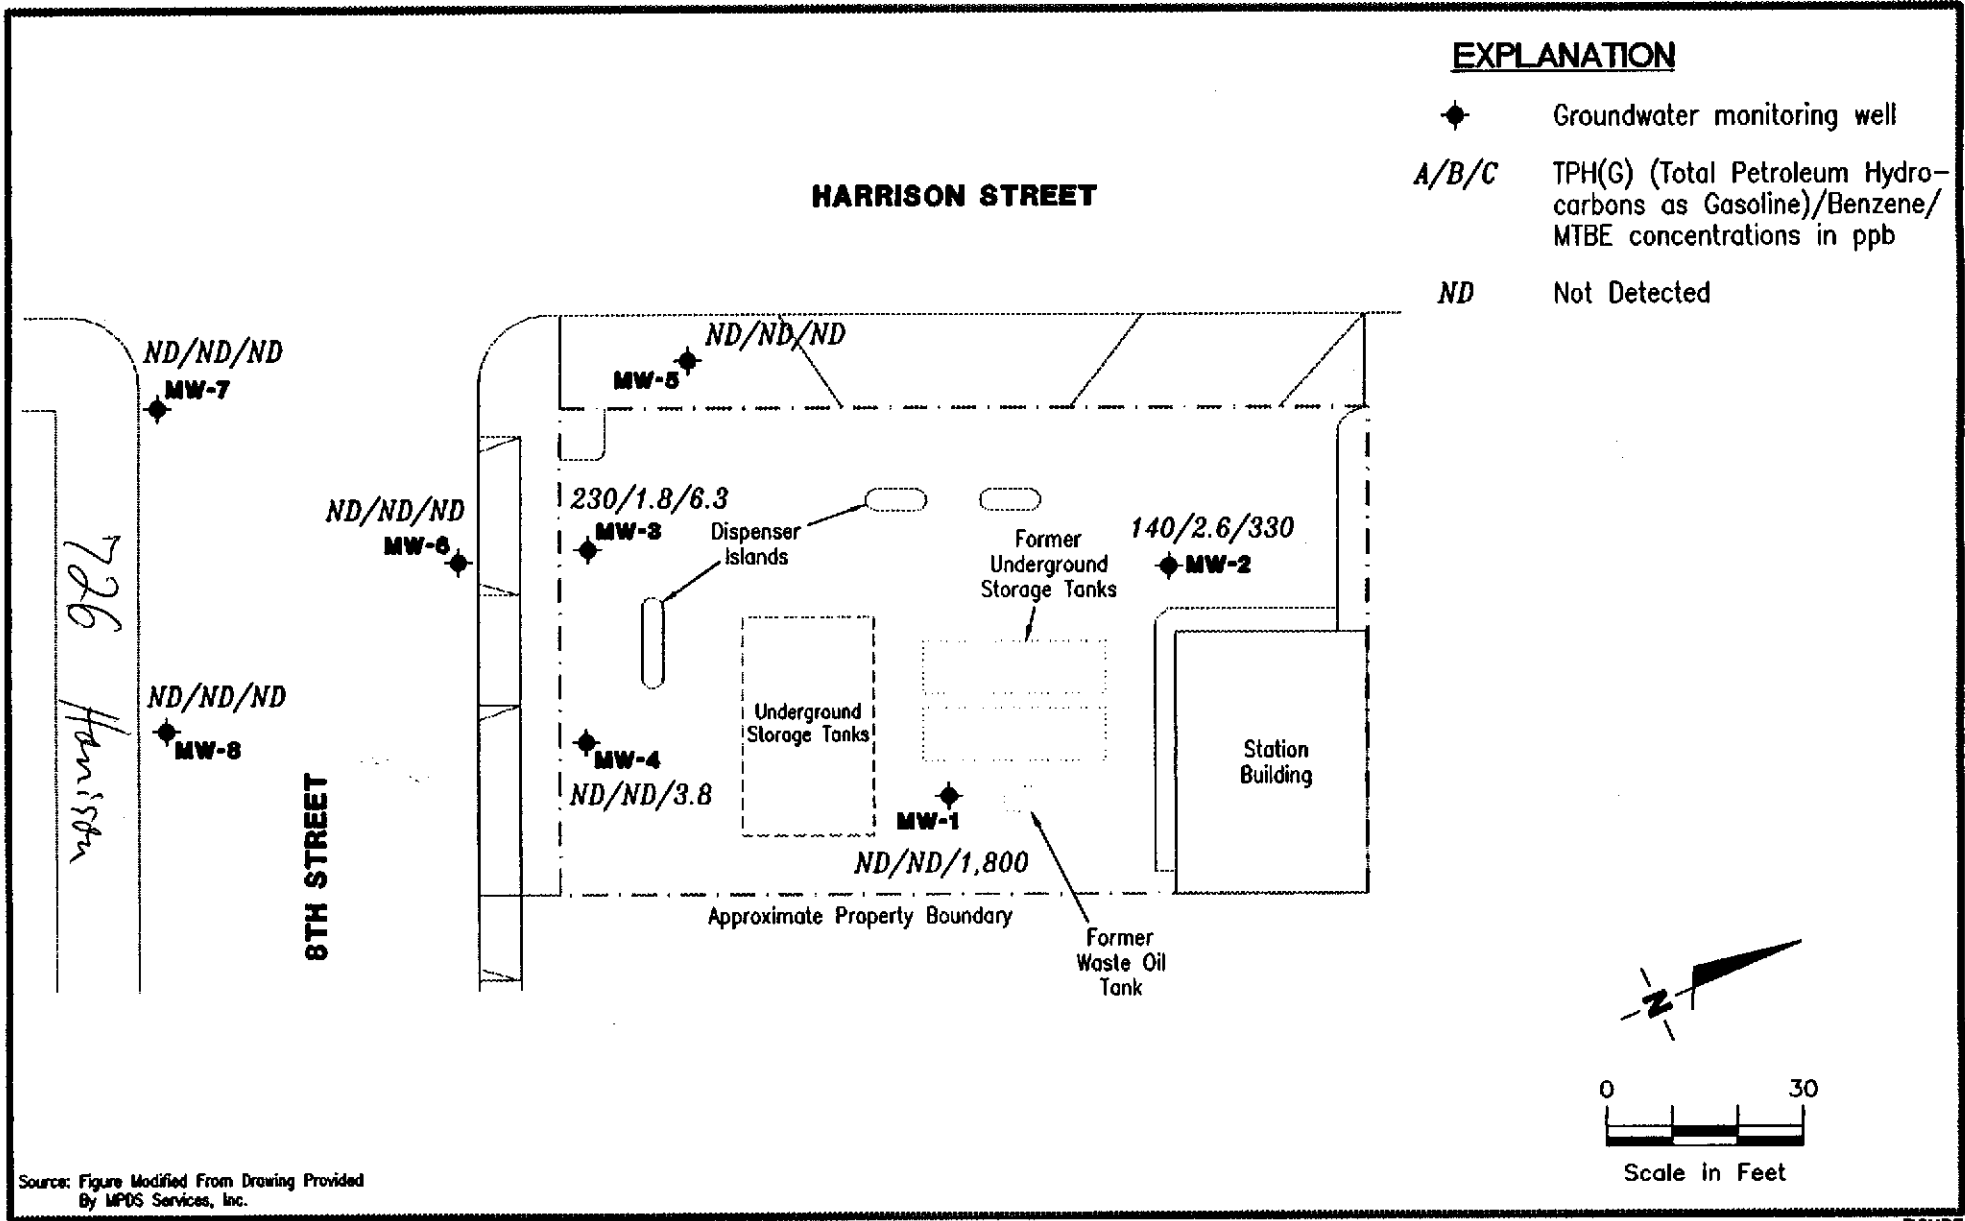 EXPLANATION
Groundwater monitoring well
A/B/C TPH(G) (Total Petroleum Hydro-
carbons as Gasoline)/Benzene/
MTBE concentrations in ppb
ND Not Detected
HARRISON STREET
ND/ND/ND
MW-5
ND/ND/ND
MW-7
ND/ND/ND
MW-6
230/1.8/6.3
MW-3
Dispenser
Islands
Former
Underground
Storage Tanks
140/2.6/330
MW-2
726 Harrison
ND/ND/ND
MW-8
8TH STREET
MW-4
ND/ND/3.8
Underground
Storage Tanks
MW-1
ND/ND/1,800
Station
Building
Approximate Property Boundary
Former
Waste Oil
Tank
N
0 30
Scale in Feet
Source: Figure Modified From Drawing Provided
By MPDS Services, Inc.